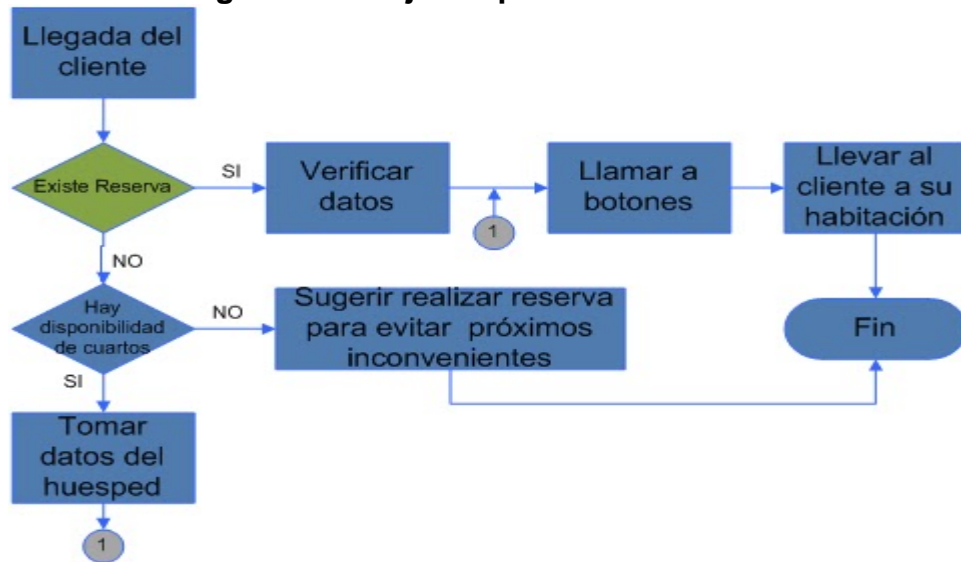 Llegada del
cliente
Existe Reserva
SI
Verificar
datos
1
Llamar a
botones
Llevar al
cliente a su
habitación
NO
Hay
disponibilidad
de cuartos
NO
Sugerir realizar reserva
para evitar próximos
inconvenientes
Fin
SI
Tomar
datos del
huesped
1